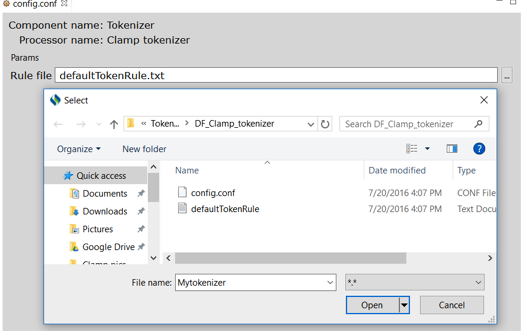 config.conf
Component name: Tokenizer
Processor name: Clamp tokenizer
Params
Rule file defaultTokenRule.txt ...
Select
« Token... > DF_Clamp_tokenizer Search DF_Clamp_tokenizer
Organize New folder ?
Quick access Name Date modified Type
Documents config.conf 7/20/2016 4:07 PM CONF File
Downloads defaultTokenRule 7/20/2016 4:07 PM Text Docu
Pictures
Google Drive
Clamp pics
File name: Mytokenizer *.*
Open Cancel